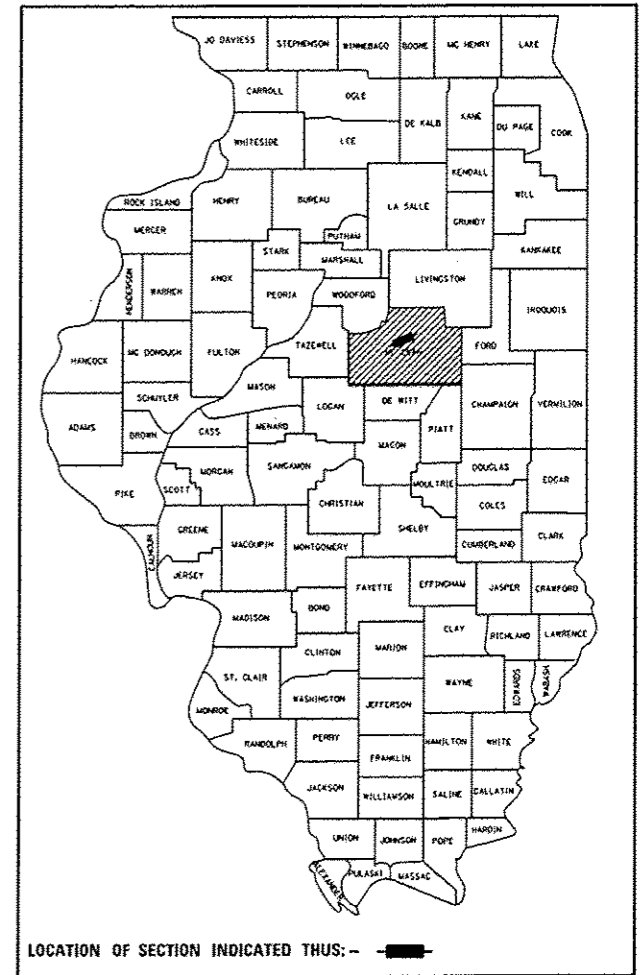 JO DAVIESS STEPHENSON WINNEBAGO BOONE MC HENRY LAKE
CARROLL OGLE DE KALB KANE DU PAGE COOK
WHITESIDE LEE KENDALL WILL
ROCK ISLAND HENRY BUREAU LA SALLE GRUNDY
MERCER PUTNAM KANKAKEE
STARK MARSHALL LIVINGSTON
HENDERSON WARREN KNOX PEORIA WOODFORD IROQUOIS
HANCOCK MC DONOUGH FULTON TAZEWELL FORD
MASON
SCHUYLER LOGAN DE WITT CHAMPAIGN VERMILION
ADAMS BROWN CASS MENARD MACON PIATT
MORGAN SANGAMON DOUGLAS EDGAR
PIKE SCOTT CHRISTIAN MOULTRIE COLES
GREENE SHELBY
CALHOUN MACOUPIN MONTGOMERY CUMBERLAND CLARK
JERSEY FAYETTE EFFINGHAM JASPER CRAWFORD
MADISON BOND
CLAY RICHLAND LAWRENCE
CLINTON MARION
ST. CLAIR WAYNE EDWARDS WABASH
WASHINGTON JEFFERSON
MONROE
RANDOLPH PERRY HAMILTON WHITE
FRANKLIN
JACKSON WILLIAMSON SALINE GALLATIN
HARDIN
UNION JOHNSON POPE
ALEXANDER PULASKI MASSAC
LOCATION OF SECTION INDICATED THUS: -